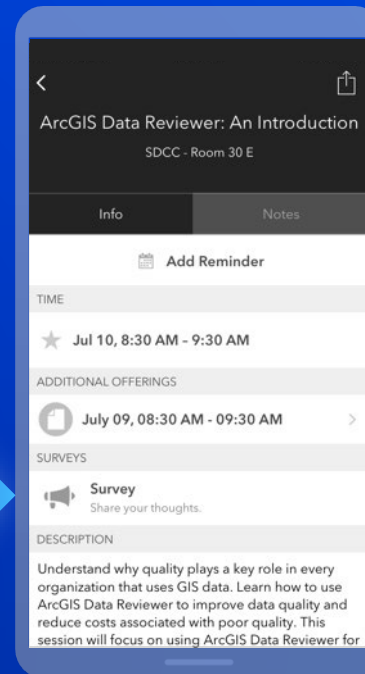 ArcGIS Data Reviewer: An Introduction
SDCC - Room 30 E
Info
Notes
Add Reminder
TIME
Jul 10, 8:30 AM – 9:30 AM
ADDITIONAL OFFERINGS
July 09, 08:30 AM - 09:30 AM
SURVEYS
Survey
Share your thoughts.
DESCRIPTION
Understand why quality plays a key role in every
organization that uses GIS data. Learn how to use
ArcGIS Data Reviewer to improve data quality and
reduce costs associated with poor quality. This
session will focus on using ArcGIS Data Reviewer for